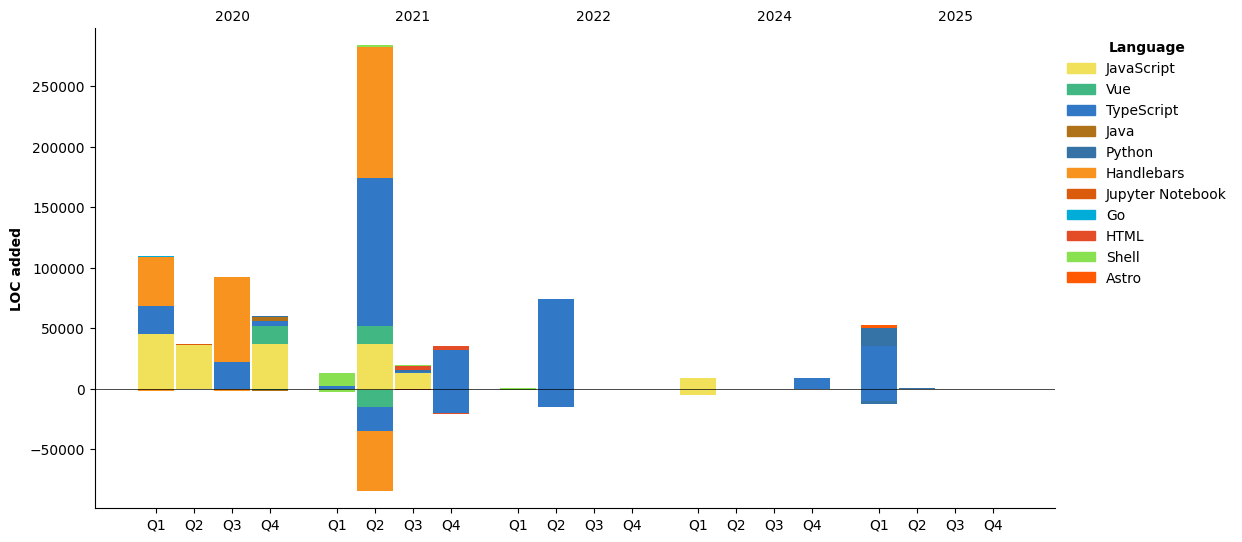 2020 2021 2022 2024 2025
LOC added
250000
200000
150000
100000
50000
0
−50000
Q1 Q2 Q3 Q4 Q1 Q2 Q3 Q4 Q1 Q2 Q3 Q4 Q1 Q2 Q3 Q4 Q1 Q2 Q3 Q4
Language
JavaScript
Vue
TypeScript
Java
Python
Handlebars
Jupyter Notebook
Go
HTML
Shell
Astro